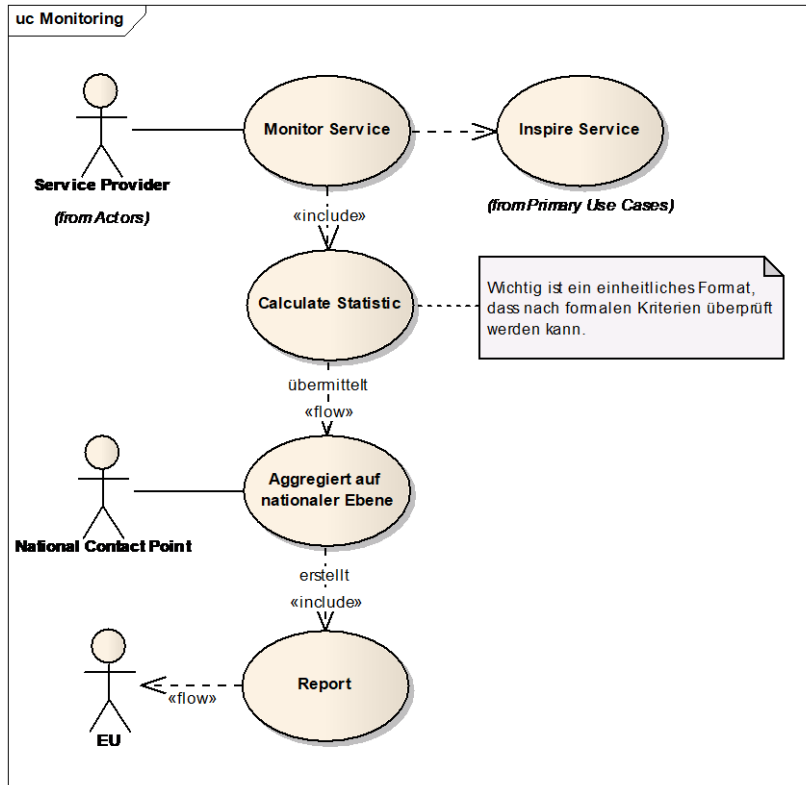 uc Monitoring
Monitor Service
Inspire Service
Service Provider
(from Actors)
(from Primary Use Cases)
«include»
Calculate Statistic
Wichtig ist ein einheitliches Format,
dass nach formalen Kriterien überprüft
werden kann.
übermittelt
«flow»
Aggregiert auf
nationaler Ebene
National Contact Point
erstellt
«include»
Report
«flow»
EU